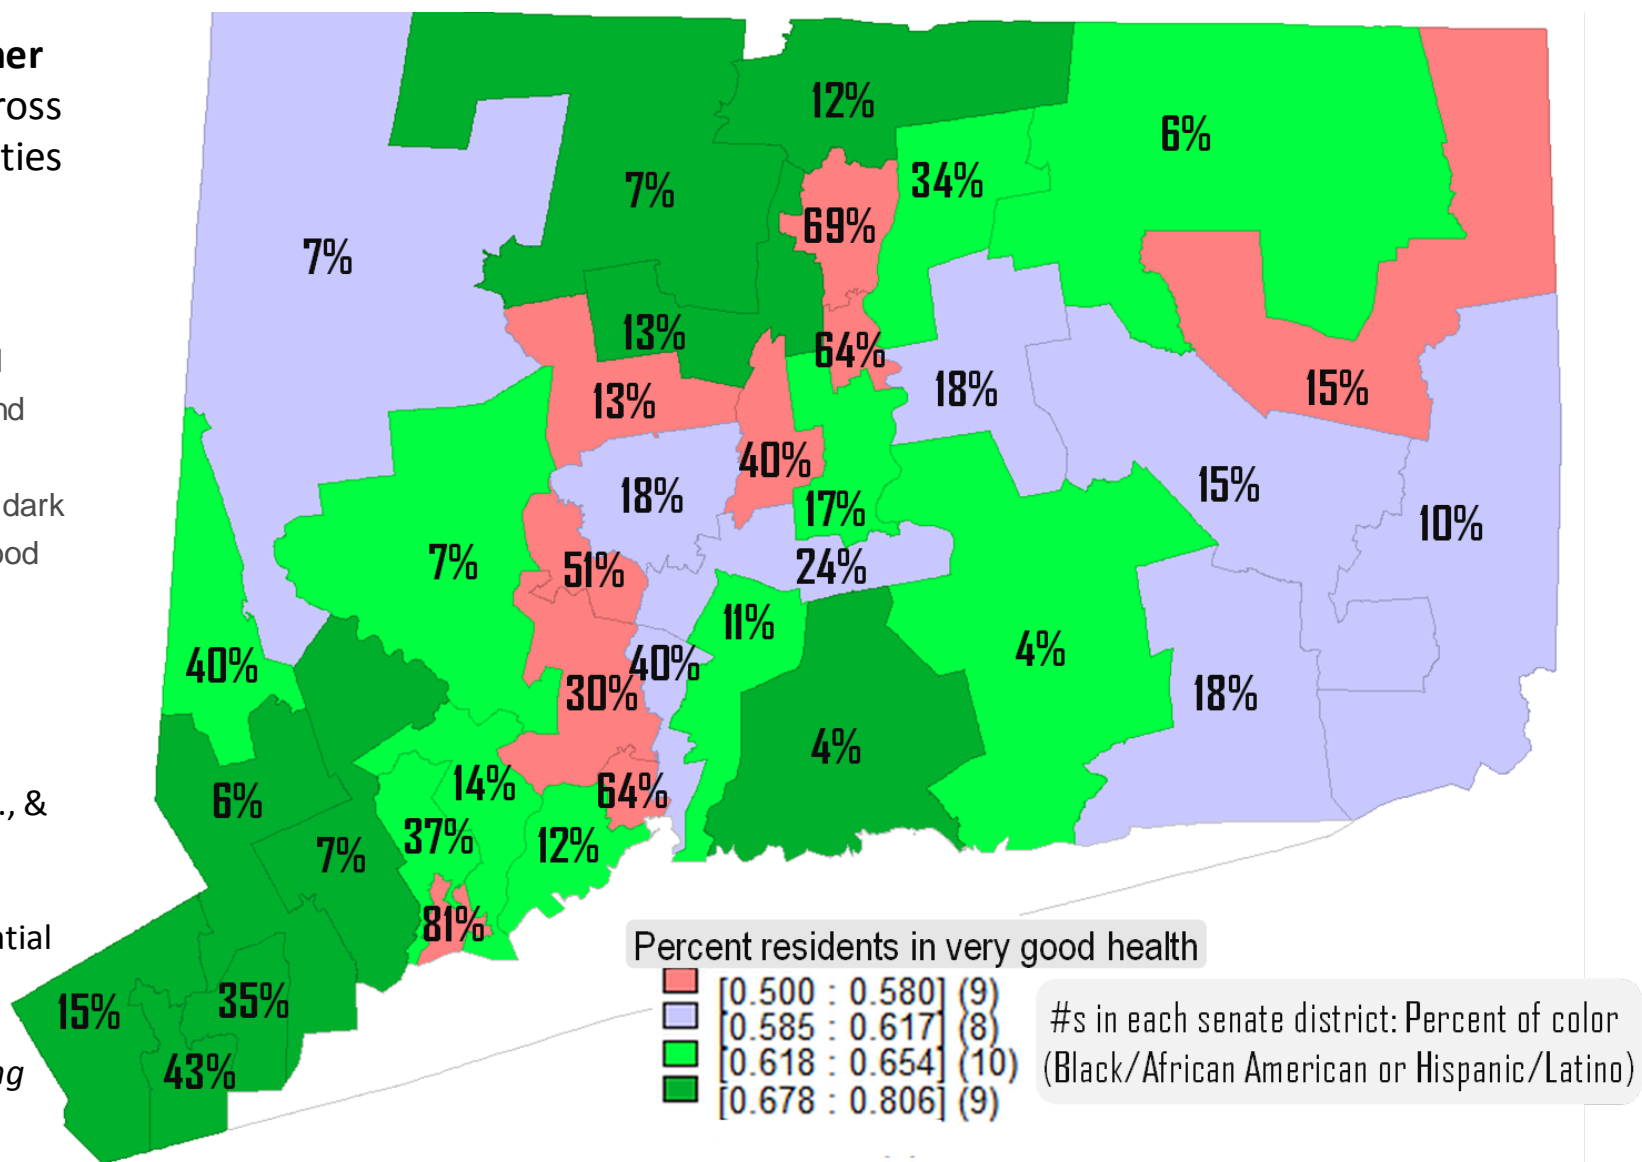 her
ross
ties
nd
dark
ood
., &
ntial
ng
12%
6%
7%
34%
69%
7%
13%
64%
13%
18%
15%
40%
18%
17%
15%
10%
7%
51%
24%
11%
40%
40%
4%
30%
18%
4%
14%
64%
6%
37%
12%
7%
81%
15%
35%
43%
Percent residents in very good health
[0.500 : 0.580] (9)
[0.585 : 0.617] (8)
[0.618 : 0.654] (10)
[0.678 : 0.806] (9)
#s in each senate district: Percent of color
(Black/African American or Hispanic/Latino)